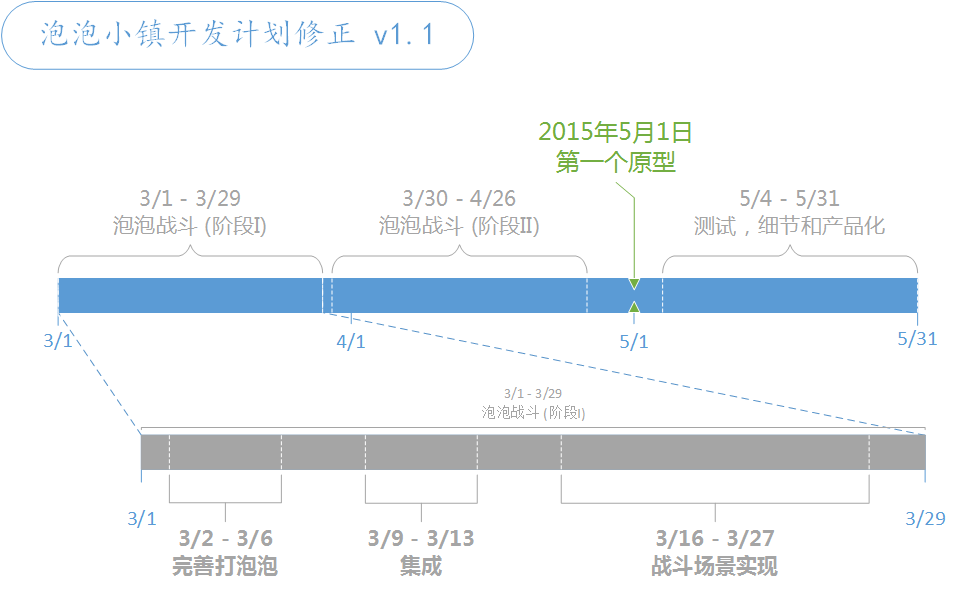 泡泡小镇开发计划修正 v1.1
2015年5月1日
第一个原型
3/1 - 3/29
泡泡战斗 (阶段I)
3/30 - 4/26
泡泡战斗 (阶段II)
5/4 - 5/31
测试，细节和产品化
3/1
4/1
5/1
5/31
3/1 - 3/29
泡泡战斗 (阶段I)
3/1
3/29
3/2 - 3/6
完善打泡泡
3/9 - 3/13
集成
3/16 - 3/27
战斗场景实现